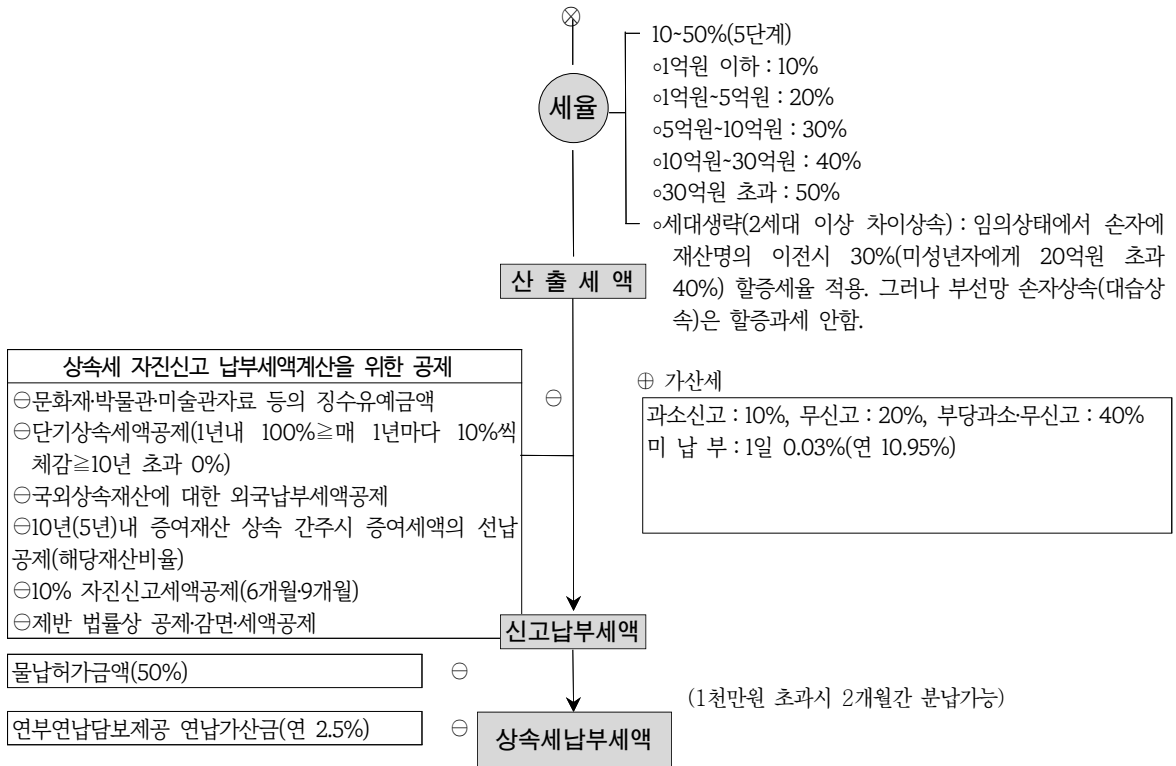 ⊗
세율
10~50%(5단계)
∘1억원 이하 : 10%
∘1억원~5억원 : 20%
∘5억원~10억원 : 30%
∘10억원~30억원 : 40%
∘30억원 초과 : 50%
∘세대생략(2세대 이상 차이상속) : 임의상태에서 손자에
재산명의 이전시 30%(미성년자에게 20억원 초과
40%) 할증세율 적용. 그러나 부선망 손자상속(대습상
속)은 할증과세 안함.
산 출 세 액
상속세 자진신고 납부세액계산을 위한 공제
⊖문화재·박물관·미술관자료 등의 징수유예금액
⊖단기상속세액공제(1년내 100%≧매 1년마다 10%씩
체감≧10년 초과 0%)
⊖국외상속재산에 대한 외국납부세액공제
⊖10년(5년)내 증여재산 상속 간주시 증여세액의 선납
공제(해당재산비율)
⊖10% 자진신고세액공제(6개월·9개월)
⊖제반 법률상 공제·감면·세액공제
⊖
⊕ 가산세
과소신고 : 10%, 무신고 : 20%, 부당과소·무신고 : 40%
미 납 부 : 1일 0.03%(연 10.95%)
신고납부세액
물납허가금액(50%) ⊖
(1천만원 초과시 2개월간 분납가능)
연부연납담보제공 연납가산금(연 2.5%) ⊖
상속세납부세액